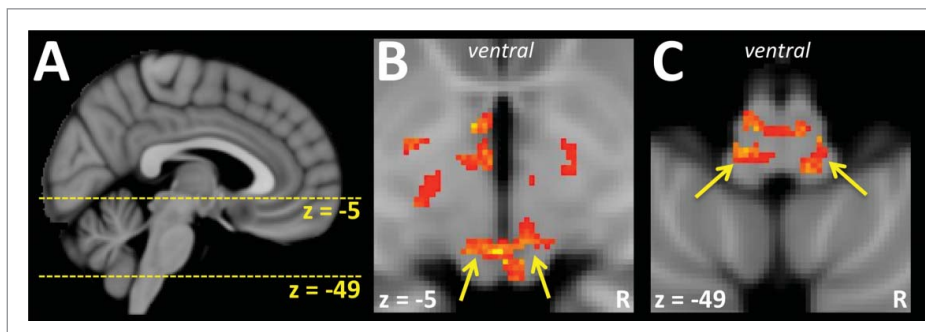 A
z = -5
z = -49
B
ventral
z = -5
R
C
ventral
z = -49
R